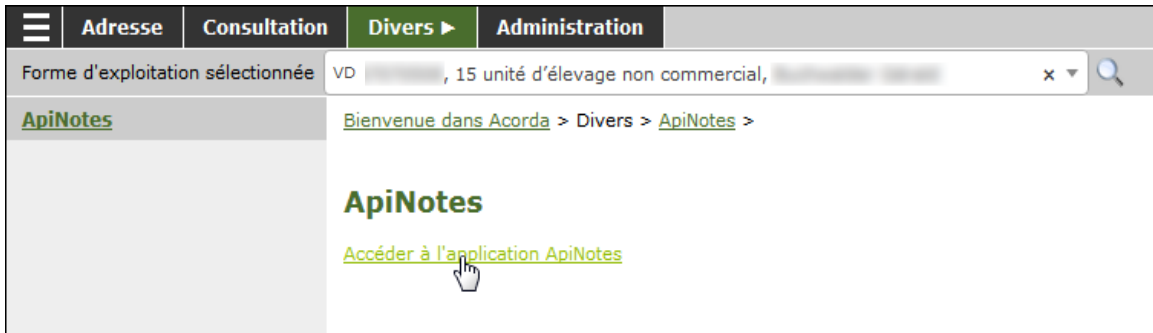 Adresse Consultation Divers ▶ Administration
Forme d'exploitation sélectionnée VD , 15 unité d’élevage non commercial, x
ApiNotes Bienvenue dans Acorda > Divers > ApiNotes >
ApiNotes
Accéder à l'application ApiNotes